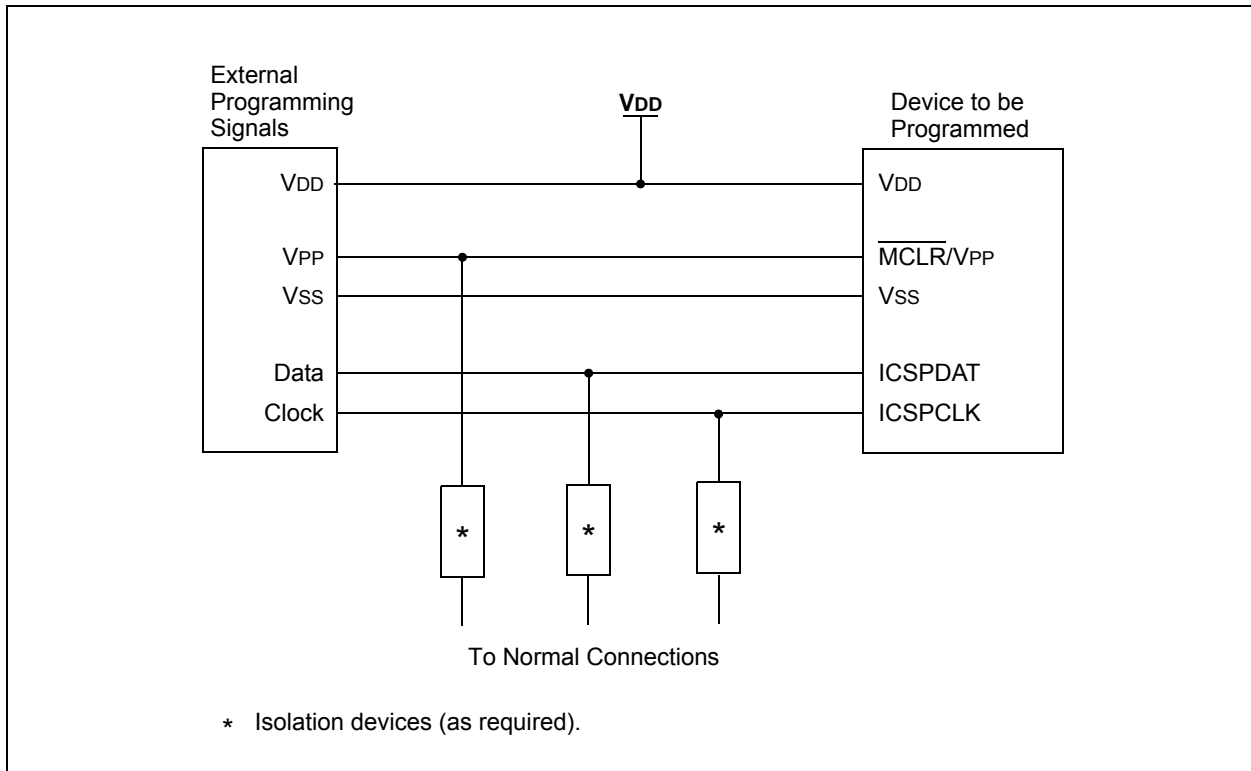 External
Programming
Signals
VDD
Device to be
Programmed
VDD
VDD
VPP
MCLR/VPP
VSS
VSS
Data
ICSPDAT
Clock
ICSPCLK
*
*
*
To Normal Connections
* Isolation devices (as required).